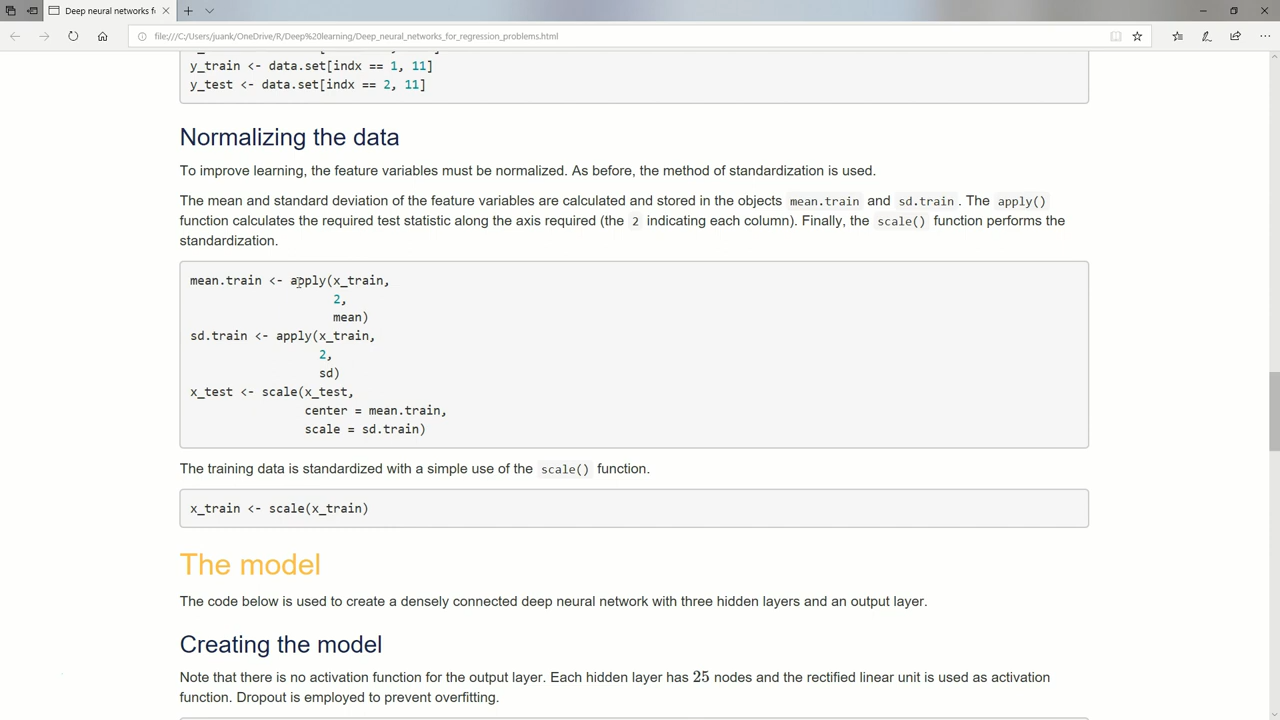 Deep neural networks f
file:///C:/Users/juank/OneDrive/R/Deep%20learning/Deep_neural_networks_for_regression_problems.html
y_train <- data.set[indx == 1, 11]
y_test <- data.set[indx == 2, 11]
Normalizing the data
To improve learning, the feature variables must be normalized. As before, the method of standardization is used.
The mean and standard deviation of the feature variables are calculated and stored in the objects mean.train and sd.train. The apply()
function calculates the required test statistic along the axis required (the 2 indicating each column). Finally, the scale() function performs the
standardization.
mean.train <- apply(x_train,
2,
mean)
sd.train <- apply(x_train,
2,
sd)
x_test <- scale(x_test,
center = mean.train,
scale = sd.train)
The training data is standardized with a simple use of the scale() function.
x_train <- scale(x_train)
The model
The code below is used to create a densely connected deep neural network with three hidden layers and an output layer.
Creating the model
Note that there is no activation function for the output layer. Each hidden layer has 25 nodes and the rectified linear unit is used as activation
function. Dropout is employed to prevent overfitting.